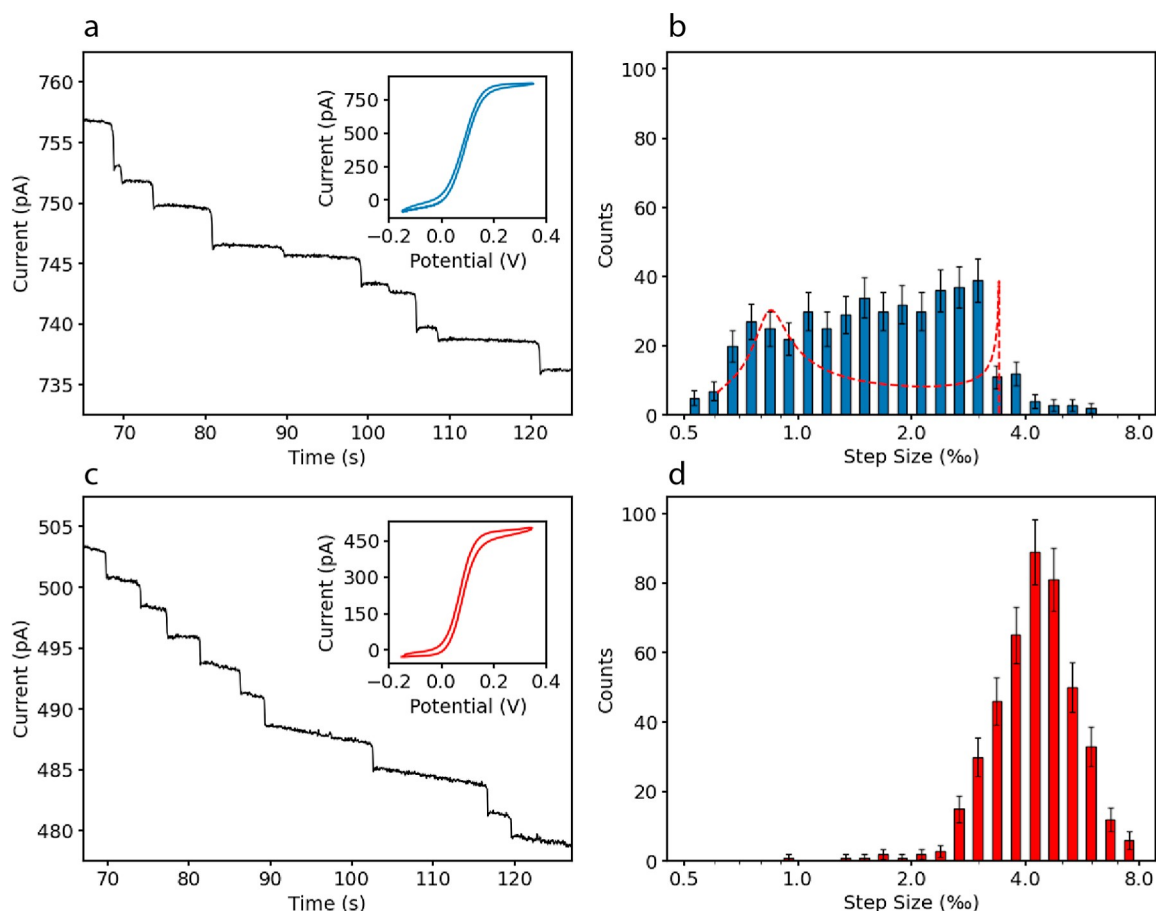 a
760
755
750
745
740
735
Current (pA)
70 80 90 100 110 120
Time (s)
750
500
250
0
Current (pA)
−0.2 0.0 0.2 0.4
Potential (V)
b
100
80
60
40
20
0
Counts
0.5 1.0 2.0 4.0 8.0
Step Size (‰)
c
505
500
495
490
485
480
Current (pA)
70 80 90 100 110 120
Time (s)
450
300
150
0
Current (pA)
−0.2 0.0 0.2 0.4
Potential (V)
d
100
80
60
40
20
0
Counts
0.5 1.0 2.0 4.0 8.0
Step Size (‰)